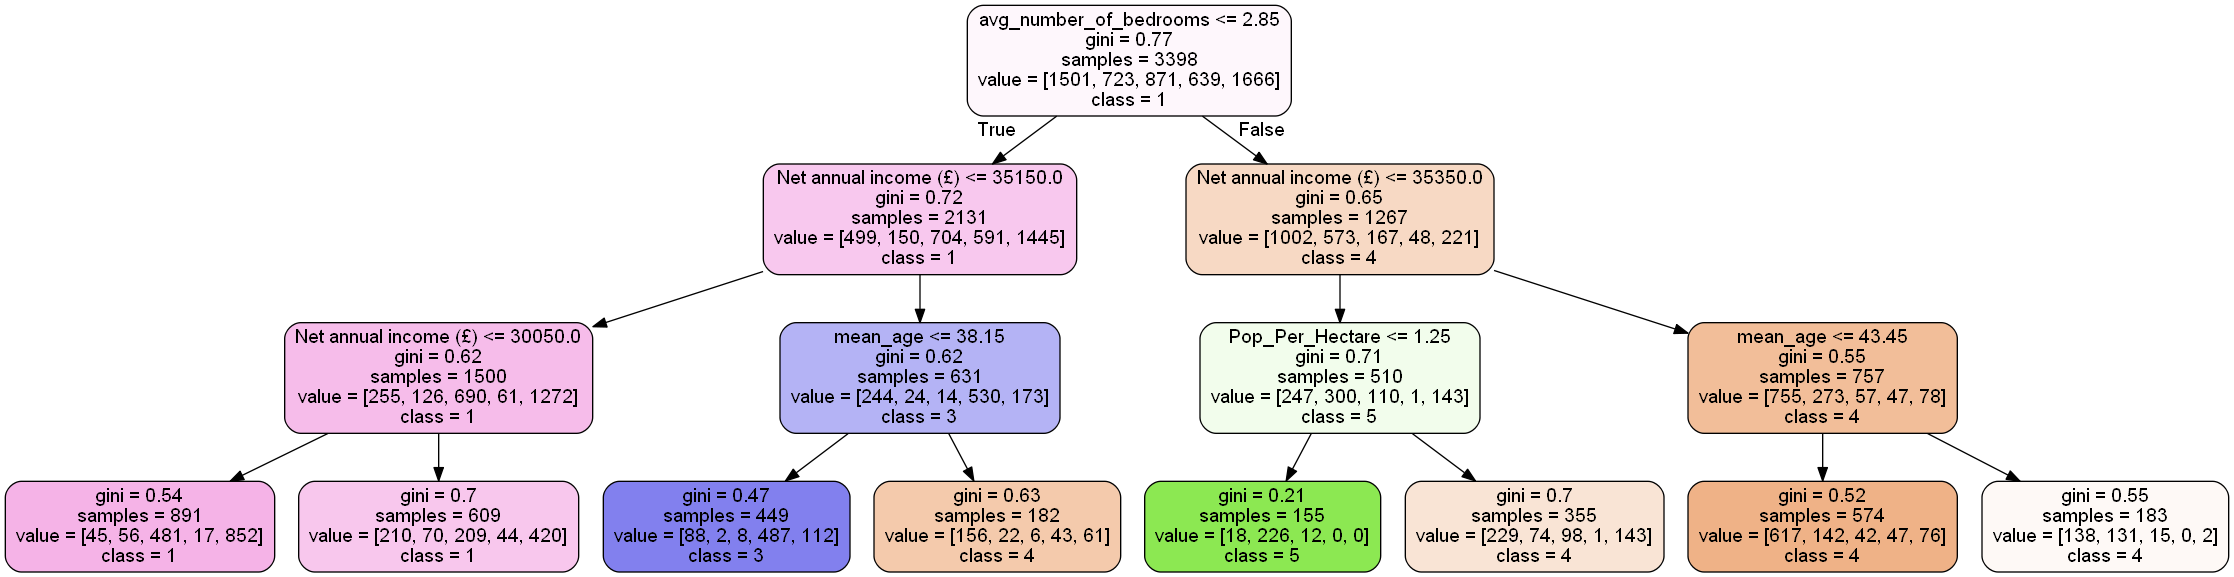 avg_number_of_bedrooms <= 2.85
gini = 0.77
samples = 3398
value = [1501, 723, 871, 639, 1666]
class = 1
True
False
Net annual income (£) <= 35150.0
gini = 0.72
samples = 2131
value = [499, 150, 704, 591, 1445]
class = 1
Net annual income (£) <= 35350.0
gini = 0.65
samples = 1267
value = [1002, 573, 167, 48, 221]
class = 4
Net annual income (£) <= 30050.0
gini = 0.62
samples = 1500
value = [255, 126, 690, 61, 1272]
class = 1
mean_age <= 38.15
gini = 0.62
samples = 631
value = [244, 24, 14, 530, 173]
class = 3
Pop_Per_Hectare <= 1.25
gini = 0.71
samples = 510
value = [247, 300, 110, 1, 143]
class = 5
mean_age <= 43.45
gini = 0.55
samples = 757
value = [755, 273, 57, 47, 78]
class = 4
gini = 0.54
samples = 891
value = [45, 56, 481, 17, 852]
class = 1
gini = 0.7
samples = 609
value = [210, 70, 209, 44, 420]
class = 1
gini = 0.47
samples = 449
value = [88, 2, 8, 487, 112]
class = 3
gini = 0.63
samples = 182
value = [156, 22, 6, 43, 61]
class = 4
gini = 0.21
samples = 155
value = [18, 226, 12, 0, 0]
class = 5
gini = 0.7
samples = 355
value = [229, 74, 98, 1, 143]
class = 4
gini = 0.52
samples = 574
value = [617, 142, 42, 47, 76]
class = 4
gini = 0.55
samples = 183
value = [138, 131, 15, 0, 2]
class = 4